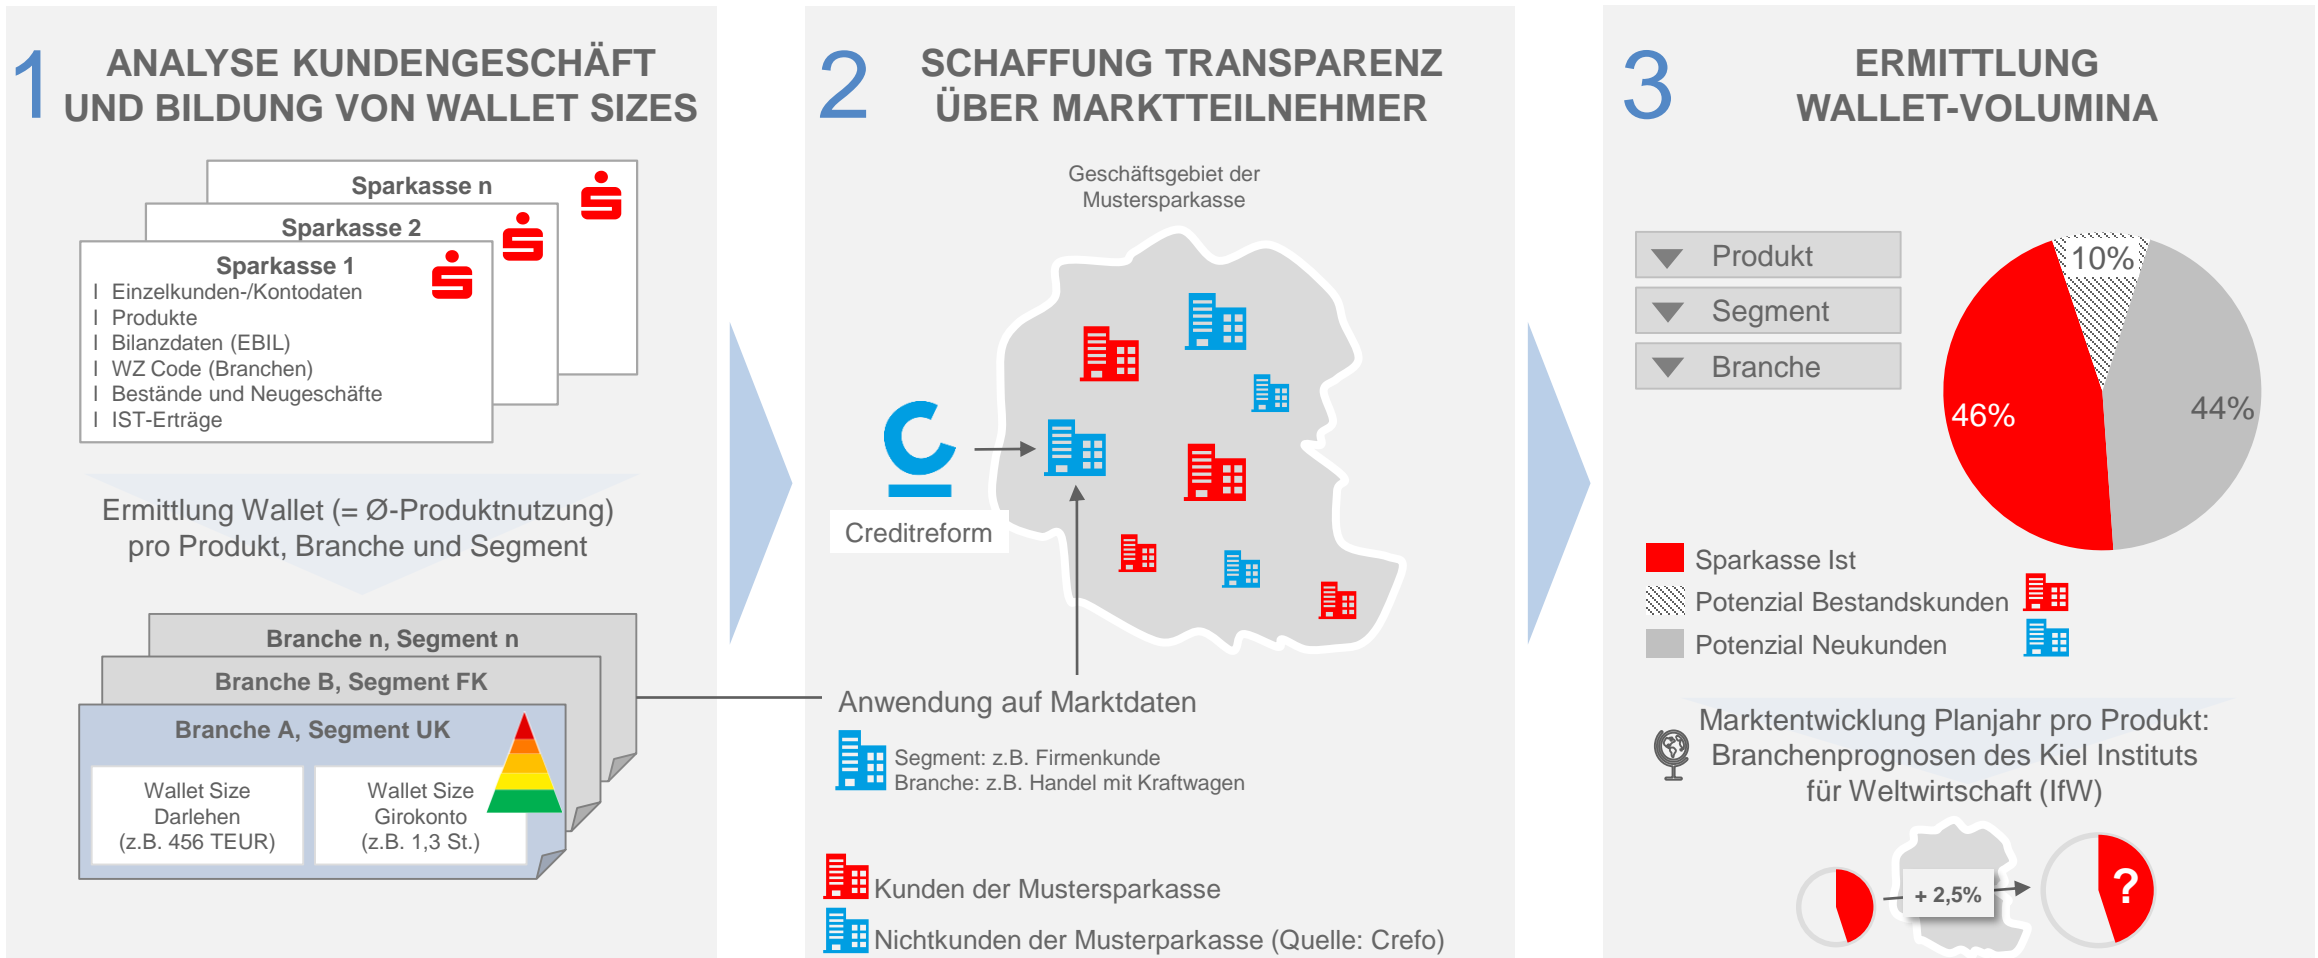 1
ANALYSE KUNDENGESCHÄFT
UND BILDUNG VON WALLET SIZES
Sparkasse n
Sparkasse 2
Sparkasse 1
I Einzelkunden-/Kontodaten
I Produkte
I Bilanzdaten (EBIL)
I WZ Code (Branchen)
I Bestände und Neugeschäfte
I IST-Erträge
Ermittlung Wallet (= Ø-Produktnutzung)
pro Produkt, Branche und Segment
Branche n, Segment n
Branche B, Segment FK
Branche A, Segment UK
Wallet Size
Darlehen
(z.B. 456 TEUR)
Wallet Size
Girokonto
(z.B. 1,3 St.)
2
SCHAFFUNG TRANSPARENZ
ÜBER MARKTTEILNEHMER
Geschäftsgebiet der
Mustersparkasse
Creditreform
Anwendung auf Marktdaten
Segment: z.B. Firmenkunde
Branche: z.B. Handel mit Kraftwagen
Kunden der Mustersparkasse
Nichtkunden der Musterparkasse (Quelle: Crefo)
3
ERMITTLUNG
WALLET-VOLUMINA
Produkt
Segment
Branche
10%
46%
44%
Sparkasse Ist
Potenzial Bestandskunden
Potenzial Neukunden
Marktentwicklung Planjahr pro Produkt:
Branchenprognosen des Kiel Instituts
für Weltwirtschaft (IfW)
+ 2,5%
?